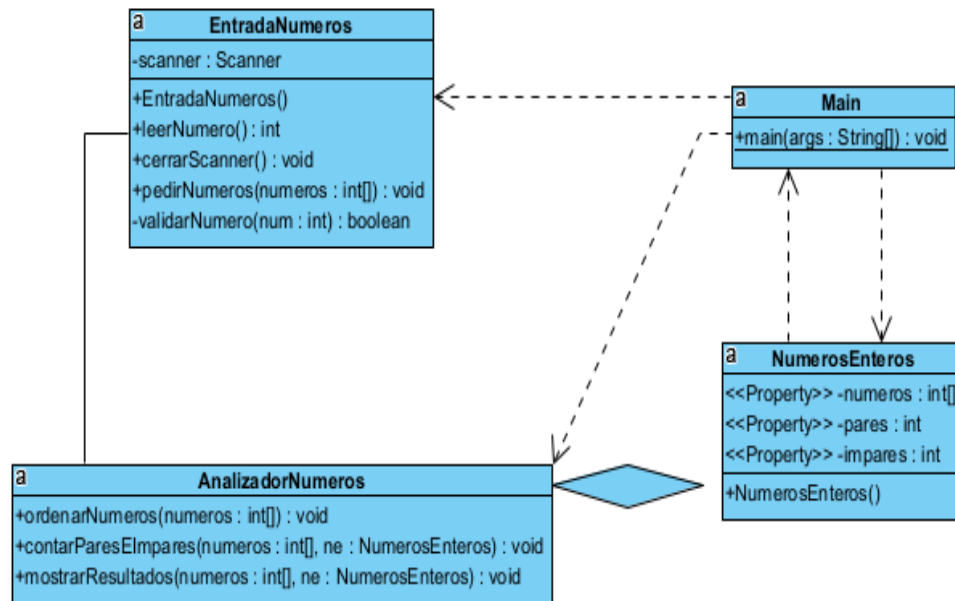 a
EntradaNumeros
-scanner : Scanner
+EntradaNumeros()
+leerNumero() : int
+cerrarScanner() : void
+pedirNumeros(numeros : int[]) : void
-validarNumero(num : int) : boolean
a
Main
+main(args : String[]) : void
a
NumerosEnteros
<<Property>> -numeros : int[]
<<Property>> -pares : int
<<Property>> -impares : int
+NumerosEnteros()
a
AnalizadorNumeros
+ordenarNumeros(numeros : int[]) : void
+contarParesEImpares(numeros : int[], ne : NumerosEnteros) : void
+mostrarResultados(numeros : int[], ne : NumerosEnteros) : void